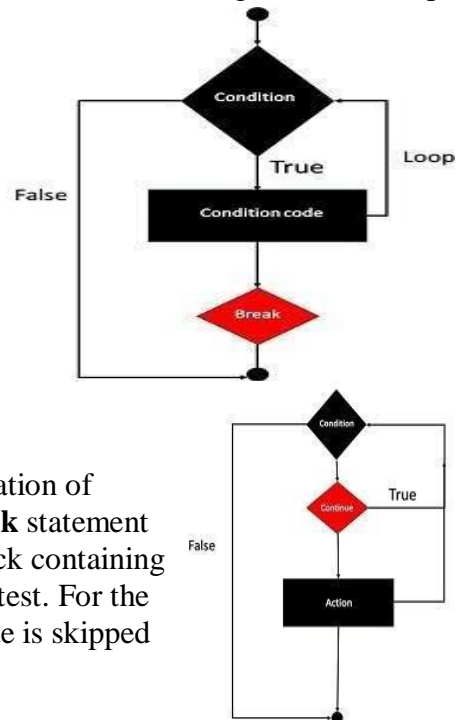 Condition
True
Loop
False
Condition code
Break
Condition
Continue
True
False
Action
ation of
k statement
ck containing
test. For the
e is skipped